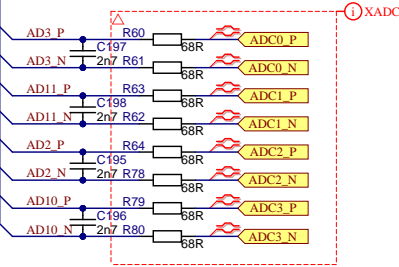 XADC
AD3_P R60 ADC0_P
C197 68R
AD3_N 2n7 R61 ADC0_N
68R
AD11_P R63 ADC1_P
C198 68R
AD11_N 2n7 R62 ADC1_N
68R
AD2_P R64 ADC2_P
C195 68R
AD2_N 2n7 R78 ADC2_N
68R
AD10_P R79 ADC3_P
C196 68R
AD10_N 2n7 R80 ADC3_N
68R